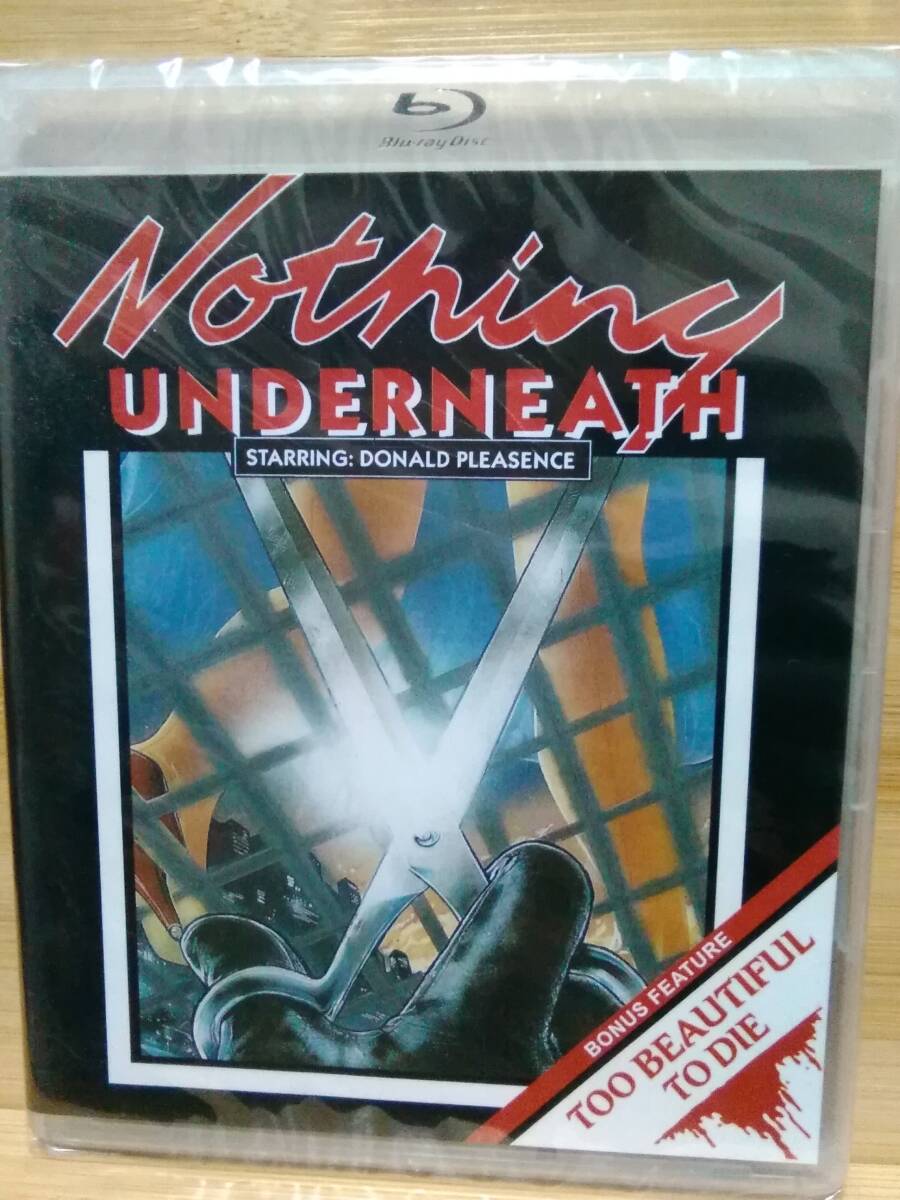 Blu-ray Disc
Nothing
UNDERNEATH
STARRING: DONALD PLEASENCE
BONUS FEATURE
TOO BEAUTIFUL
TO DIE